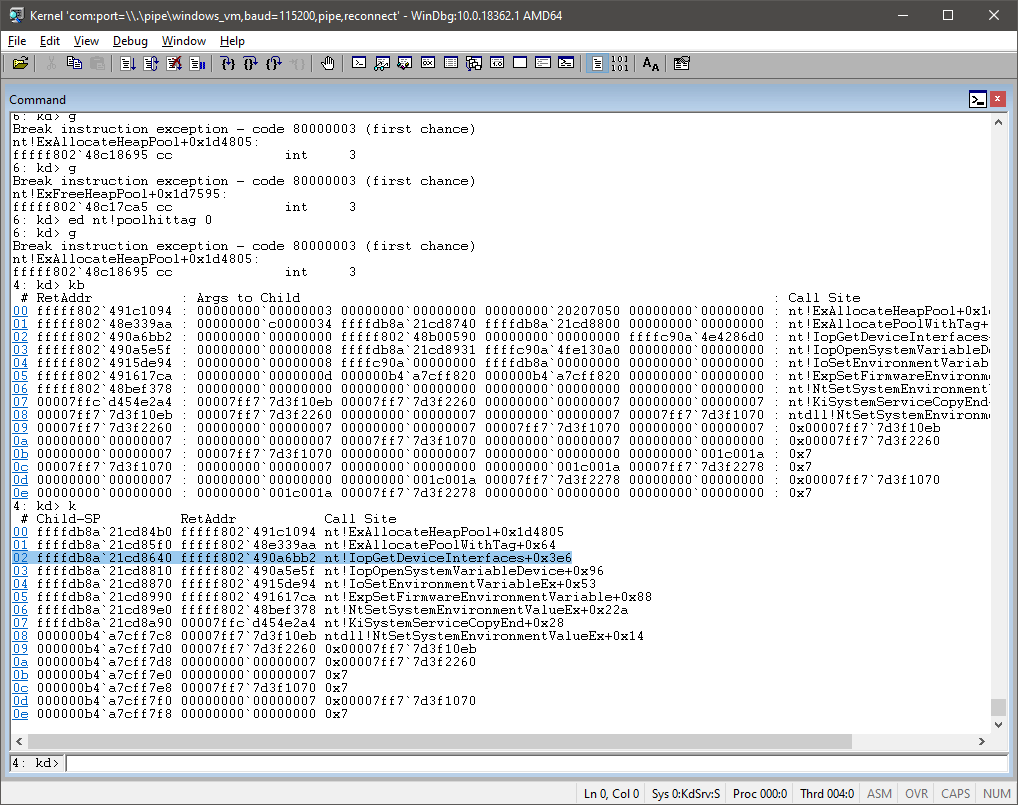 Kernel 'com:port=\\.\pipe\windows_vm,baud=115200,pipe,reconnect' - WinDbg:10.0.18362.1 AMD64
File Edit View Debug Window Help
Command
6: kd> g
Break instruction exception - code 80000003 (first chance)
nt!ExAllocateHeapPool+0x1d4805:
fffff802`48c18695 cc int 3
6: kd> g
Break instruction exception - code 80000003 (first chance)
nt!ExFreeHeapPool+0x1d7595:
fffff802`48c17ca5 cc int 3
6: kd> ed nt!poolhittag 0
6: kd> g
Break instruction exception - code 80000003 (first chance)
nt!ExAllocateHeapPool+0x1d4805:
fffff802`48c18695 cc int 3
4: kd> kb
# RetAddr : Args to Child : Call Site
00 fffff802`491c1094 : 00000000`00000003 00000000`00000000 00000000`20207050 00000000`00000000 : nt!ExAllocateHeapPool+0x1d
01 fffff802`48e339aa : 00000000`c0000034 ffffdb8a`21cd8740 ffffdb8a`21cd8800 00000000`00000000 : nt!ExAllocatePoolWithTag+
02 fffff802`490a6bb2 : 00000000`00000000 fffff802`48b00590 00000000`00000000 ffffc90a`4e4286d0 : nt!IopGetDeviceInterfaces
03 fffff802`490a5e5f : 00000000`00000008 ffffdb8a`21cd8931 ffffc90a`4fe130a0 00000000`00000000 : nt!IopOpenSystemVariableD
04 fffff802`4915de94 : 00000000`00000008 ffffc90a`00000000 ffffdb8a`00000000 00000000`00000000 : nt!IoSetEnvironmentVariab
05 fffff802`491617ca : 00000000`0000000d 000000b4`a7cff820 000000b4`a7cff820 00000000`00000000 : nt!ExpSetFirmwareEnvironme
06 fffff802`48bef378 : 00000000`00000000 00000000`00000000 00000000`00000000 00000000`00000000 : nt!NtSetSystemEnvironment
07 00007ffc`d454e2a4 : 00007ff7`7d3f10eb 00007ff7`7d3f2260 00000000`00000000 00000000`00000007 : nt!KiSystemServiceCopyEnd
08 00007ff7`7d3f10eb : 00007ff7`7d3f2260 00000000`00000007 00000000`00000007 00007ff7`7d3f1070 : ntdll!NtSetSystemEnvironm
09 00007ff7`7d3f2260 : 00000000`00000007 00000000`00000007 00007ff7`7d3f1070 00000000`00000000 : 0x00007ff7`7d3f10eb
0a 00000000`00000007 : 00000000`00000007 00007ff7`7d3f1070 00000000`00000000 00000000`00000007 : 0x00007ff7`7d3f2260
0b 00000000`00000007 : 00007ff7`7d3f1070 00000000`00000000 00000000`00000000 00000000`001c001a : 0x7
0c 00007ff7`7d3f1070 : 00000000`00000007 00000000`00000000 00000000`001c001a 00007ff7`7d3f2278 : 0x7
0d 00000000`00000007 : 00000000`00000000 00000000`001c001a 00007ff7`7d3f2278 00000000`00000000 : 0x00007ff7`7d3f1070
0e 00000000`00000000 : 00000000`001c001a 00007ff7`7d3f2278 00000000`00000000 00000000`00000000 : 0x7
4: kd> k
# Child-SP RetAddr Call Site
00 ffffdb8a`21cd84b0 fffff802`491c1094 nt!ExAllocateHeapPool+0x1d4805
01 ffffdb8a`21cd85f0 fffff802`48e339aa nt!ExAllocatePoolWithTag+0x64
02 ffffdb8a`21cd8640 fffff802`490a6bb2 nt!IopGetDeviceInterfaces+0x3e6
03 ffffdb8a`21cd8810 fffff802`490a5e5f nt!IopOpenSystemVariableDevice+0x96
04 ffffdb8a`21cd8870 fffff802`4915de94 nt!IoSetEnvironmentVariableEx+0x53
05 ffffdb8a`21cd8990 fffff802`491617ca nt!ExpSetFirmwareEnvironmentVariable+0x88
06 ffffdb8a`21cd89e0 fffff802`48bef378 nt!NtSetSystemEnvironmentValueEx+0x22a
07 ffffdb8a`21cd8a90 00007ffc`d454e2a4 nt!KiSystemServiceCopyEnd+0x28
08 000000b4`a7cff7c8 00007ff7`7d3f10eb ntdll!NtSetSystemEnvironmentValueEx+0x14
09 000000b4`a7cff7d0 00007ff7`7d3f2260 0x00007ff7`7d3f10eb
0a 000000b4`a7cff7d8 00000000`00000007 0x00007ff7`7d3f2260
0b 000000b4`a7cff7e0 00000000`00000007 0x7
0c 000000b4`a7cff7e8 00007ff7`7d3f1070 0x7
0d 000000b4`a7cff7f0 00000000`00000007 0x00007ff7`7d3f1070
0e 000000b4`a7cff7f8 00000000`00000000 0x7
4: kd>
Ln 0, Col 0 Sys 0:KdSrv:S Proc 000:0 Thrd 004:0 ASM OVR CAPS NUM